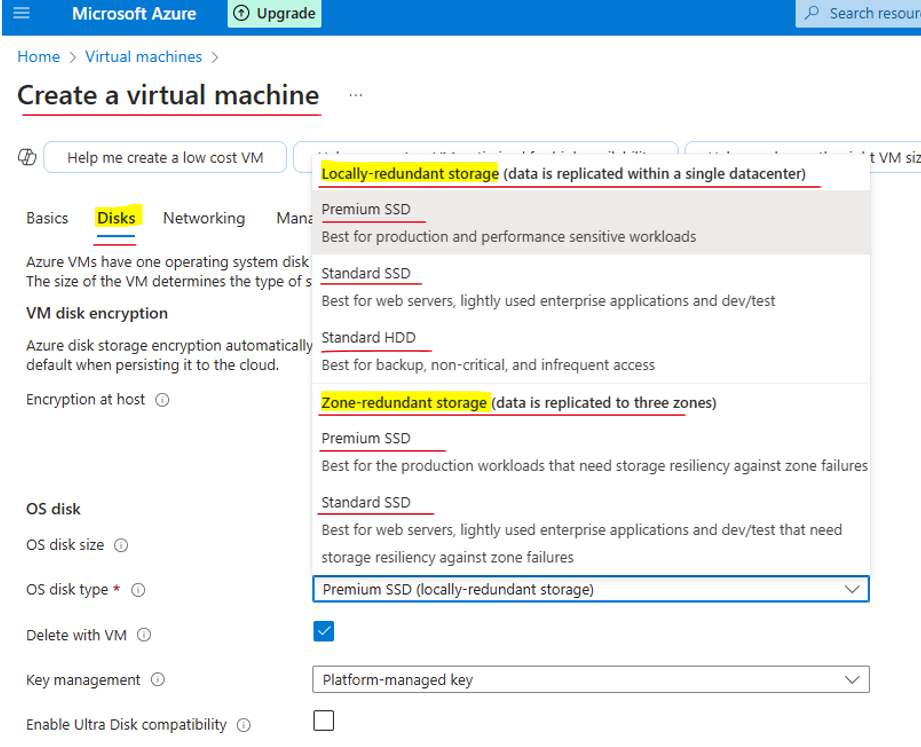 Microsoft Azure
Upgrade
Search resour
Home > Virtual machines >
Create a virtual machine ...
Help me create a low cost VM
VM siz
Locally-redundant storage (data is replicated within a single datacenter)
Basics Disks Networking Mana
Premium SSD
Best for production and performance sensitive workloads
Azure VMs have one operating system disk
The size of the VM determines the type of s
Standard SSD
Best for web servers, lightly used enterprise applications and dev/test
VM disk encryption
Standard HDD
Azure disk storage encryption automatically
default when persisting it to the cloud.
Best for backup, non-critical, and infrequent access
Encryption at host
Zone-redundant storage (data is replicated to three zones)
Premium SSD
Best for the production workloads that need storage resiliency against zone failures
Standard SSD
Best for web servers, lightly used enterprise applications and dev/test that need
storage resiliency against zone failures
OS disk
OS disk size
OS disk type * Premium SSD (locally-redundant storage)
Delete with VM
Key management Platform-managed key
Enable Ultra Disk compatibility